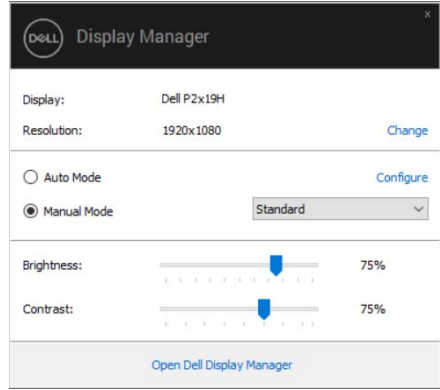 x
DELL Display Manager
Display: Dell P2x19H
Resolution: 1920x1080 Change
Auto Mode Configure
Manual Mode Standard
Brightness: 75%
Contrast: 75%
Open Dell Display Manager